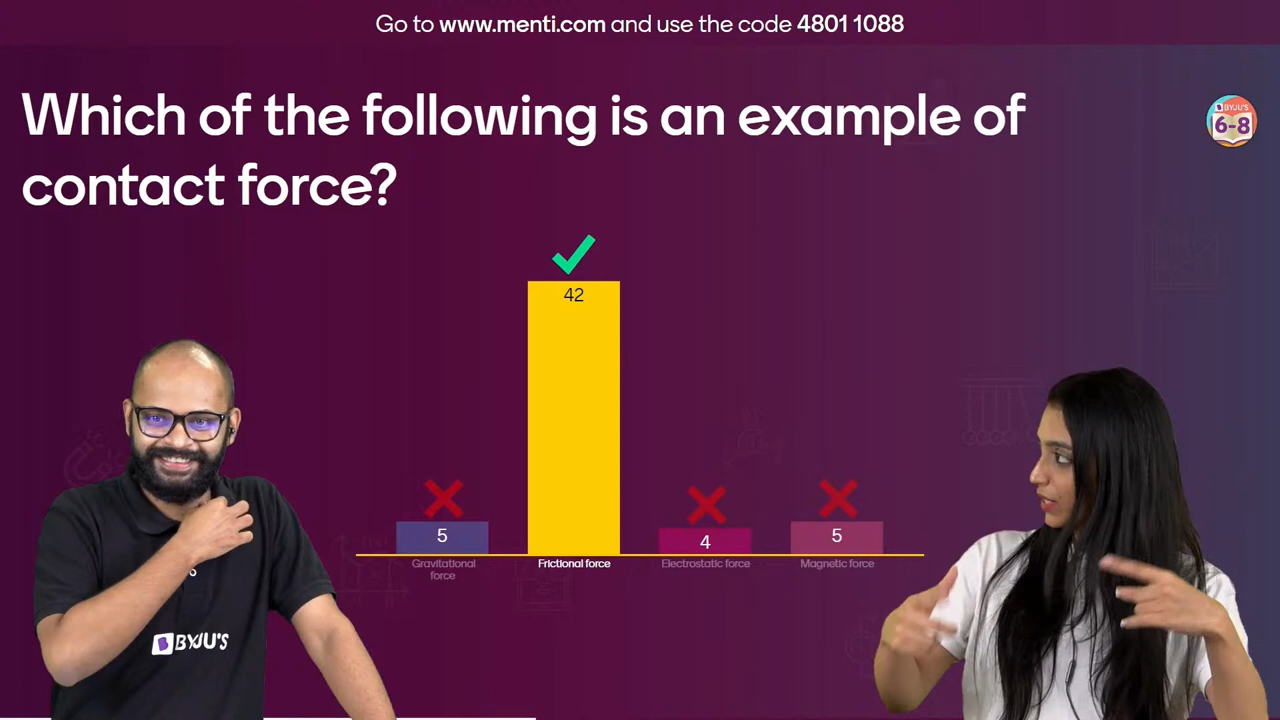 Go to www.menti.com and use the code 4801 1088
Which of the following is an example of
contact force?
BYJU'S
6-8
42
5
4
5
Gravitational
force
Frictional force
Electrostatic force
Magnetic force
BYJU'S